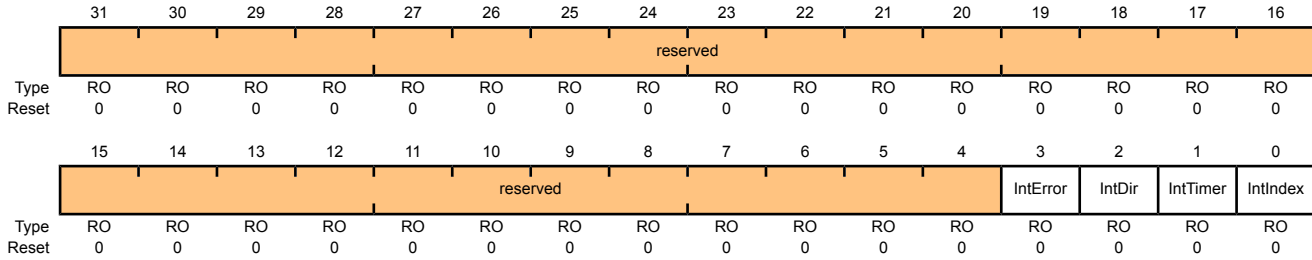 31 30 29 28 27 26 25 24 23 22 21 20 19 18 17 16
reserved
Type RO RO RO RO RO RO RO RO RO RO RO RO RO RO RO RO
Reset 0 0 0 0 0 0 0 0 0 0 0 0 0 0 0 0
15 14 13 12 11 10 9 8 7 6 5 4 3 2 1 0
reserved IntError IntDir IntTimer IntIndex
Type RO RO RO RO RO RO RO RO RO RO RO RO RO RO RO RO
Reset 0 0 0 0 0 0 0 0 0 0 0 0 0 0 0 0